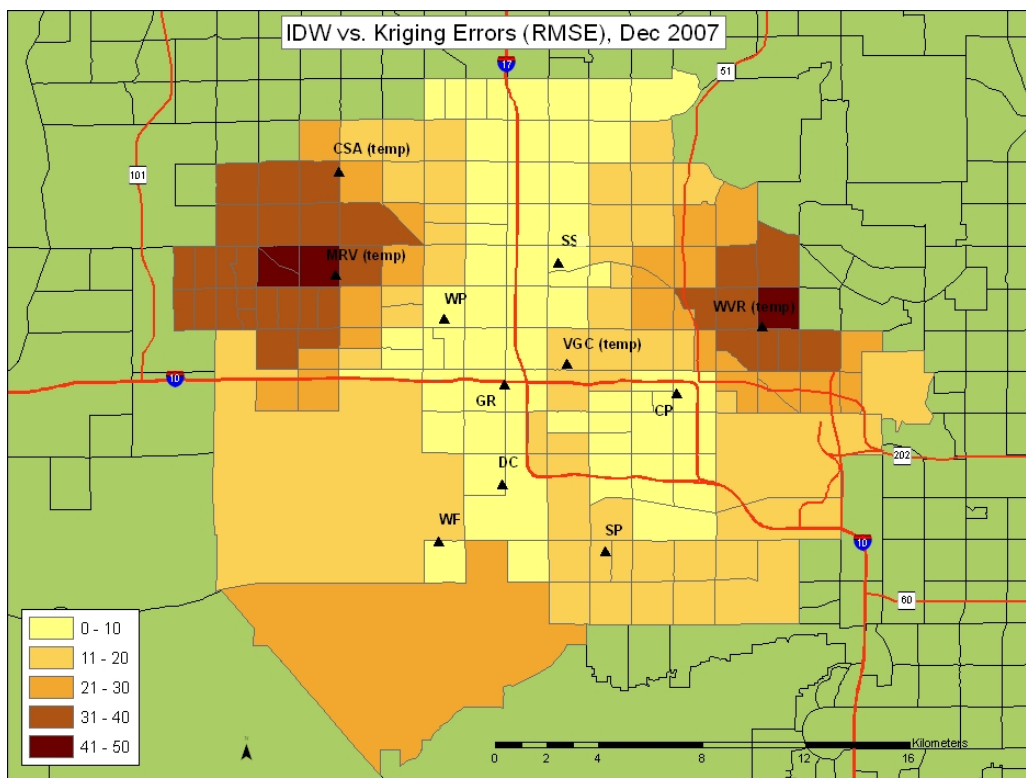 IDW vs. Kriging Errors (RMSE), Dec 2007
17
51
CSA (temp)
101
SS
MRV (temp)
WP
WVR (temp)
VGC (temp)
10
GR
CP
202
DC
WF
SP
10
60
0 - 10
11 - 20
21 - 30
31 - 40
41 - 50
Kilometers
0 2 4 8 12 16